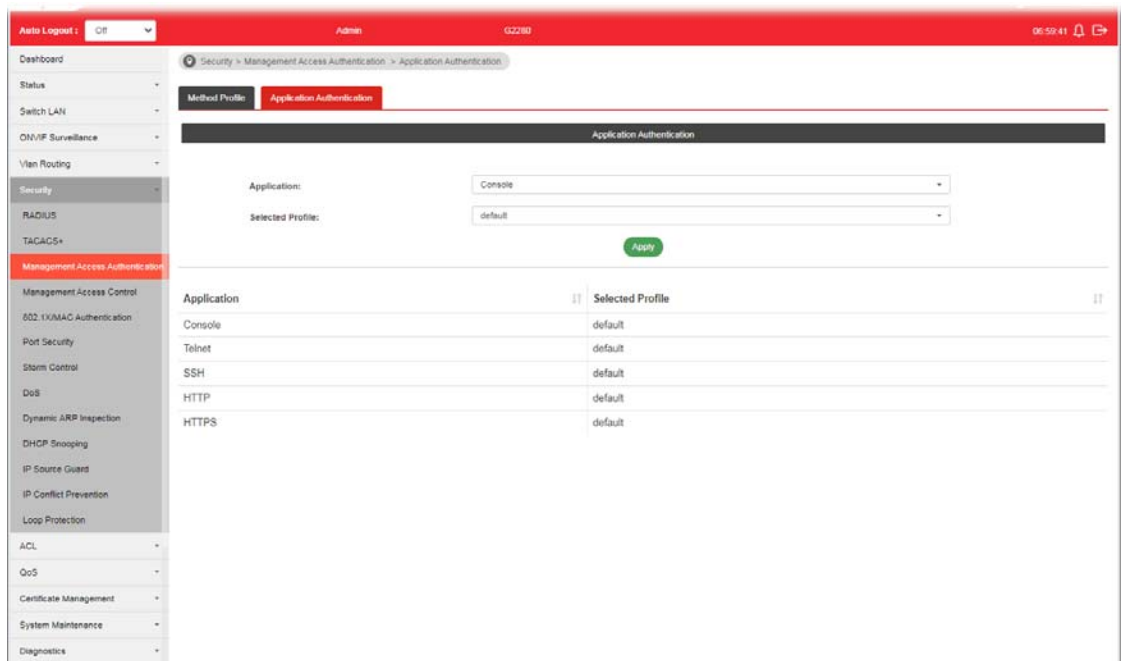 Auto Logout : Off Admin G2280 06:59:41
Dashboard
Status
Switch LAN
ONVIF Surveillance
Vlan Routing
Security
RADIUS
TACACS+
Management Access Authentication
Management Access Control
802.1X/MAC Authentication
Port Security
Storm Control
DoS
Dynamic ARP Inspection
DHCP Snooping
IP Source Guard
IP Conflict Prevention
Loop Protection
ACL
QoS
Certificate Management
System Maintenance
Diagnostics
Security > Management Access Authentication > Application Authentication
Method Profile Application Authentication
Application Authentication
Application: Console
Selected Profile: default
Apply
Application Selected Profile
Console default
Telnet default
SSH default
HTTP default
HTTPS default